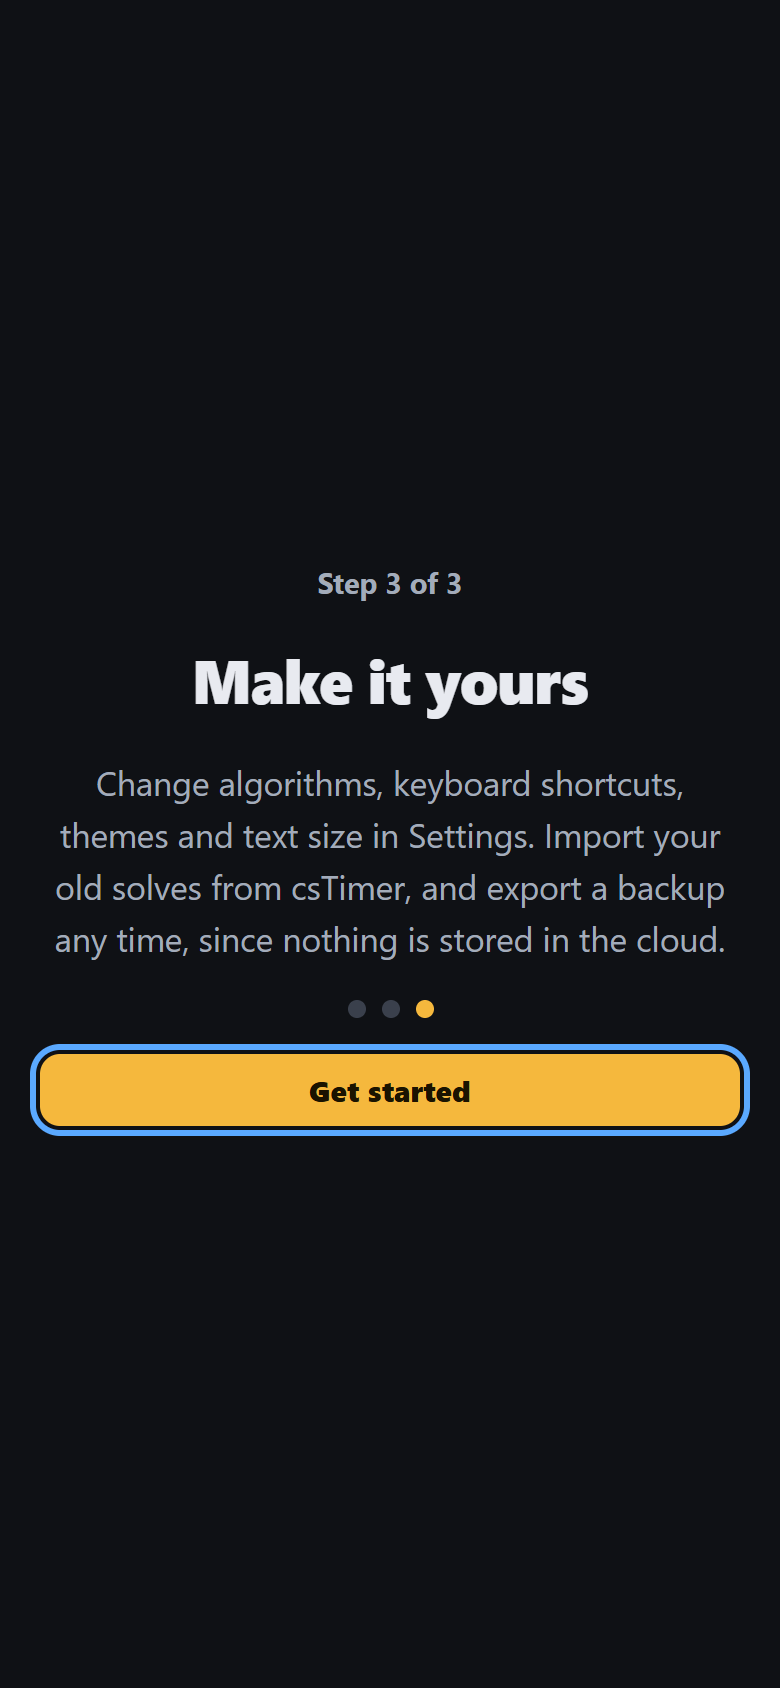 Step 3 of 3
Make it yours
Change algorithms, keyboard shortcuts,
themes and text size in Settings. Import your
old solves from csTimer, and export a backup
any time, since nothing is stored in the cloud.
Get started